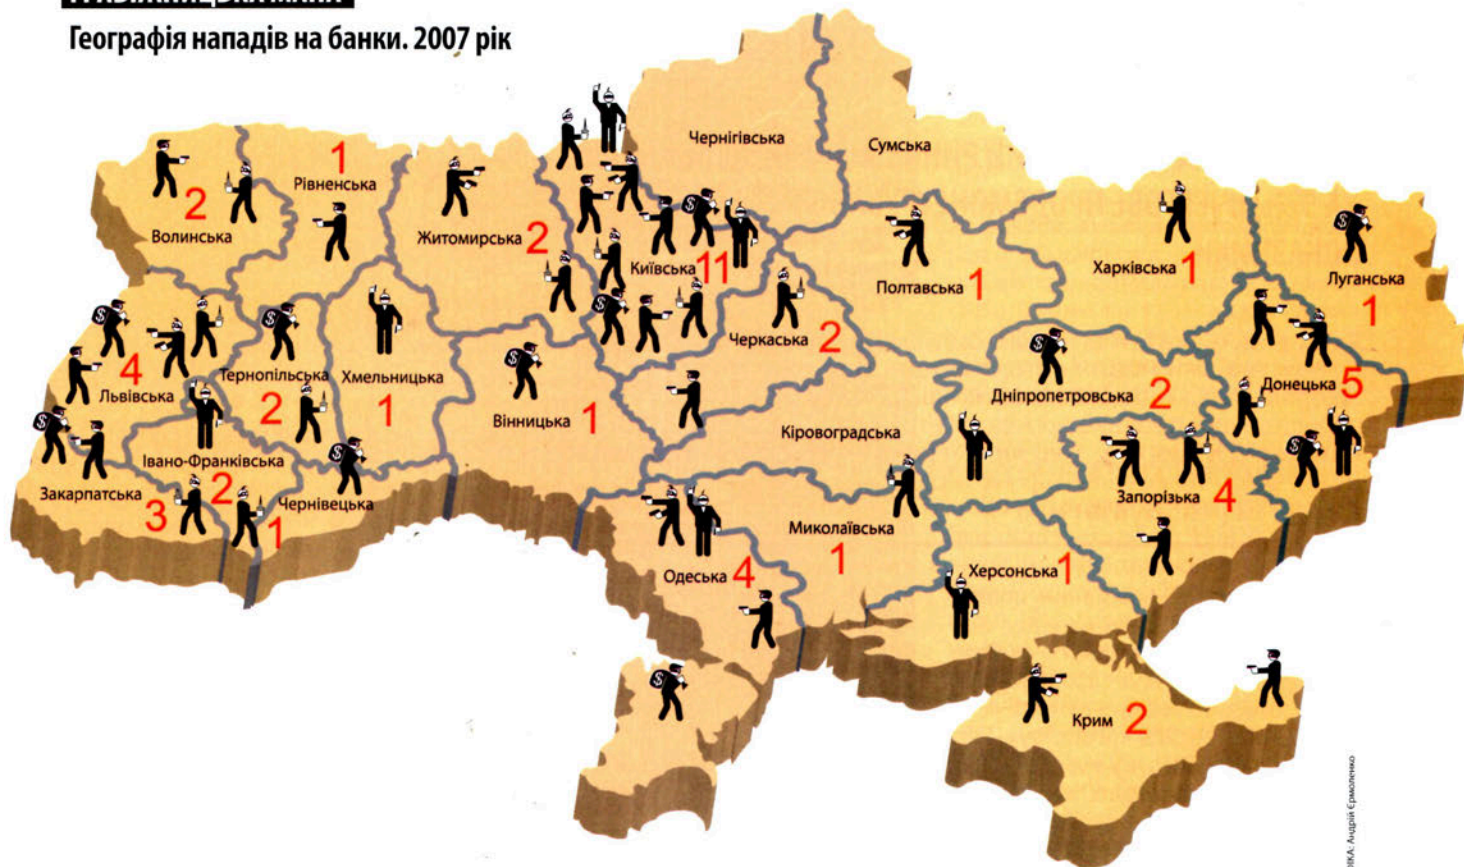 Географія нападів на банки. 2007 рік
Чернігівська
Сумська
1
Рівненська
2
Волинська
Житомирська 2
Київська 11
Полтавська 1
Харківська 1
Луганська
1
4
Львівська
Тернопільська
2
Хмельницька
1
Вінницька 1
Черкаська 2
Кіровоградська
Дніпропетровська 2
Донецька 5
Івано-Франківська
2
Закарпатська
3
Чернівецька
1
Запорізька 4
Миколаївська
1
Одеська 4
Херсонська 1
Крим 2
Андрій Єрмоленко